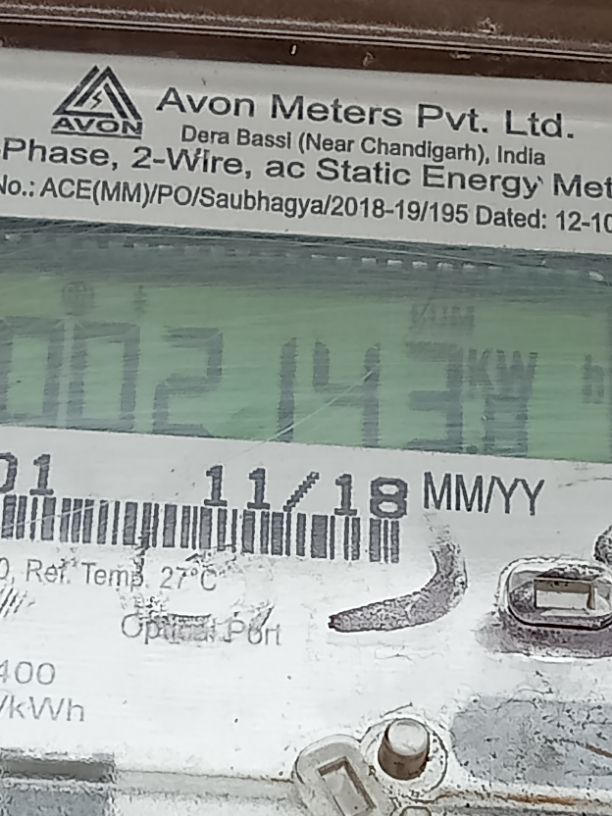 Avon Meters Pvt. Ltd.
AVON
Dera Bassi (Near Chandigarh), India
-Phase, 2-Wire, ac Static Energy Met
No.: ACE(MM)/PO/Saubhagya/2018-19/195 Dated: 12-10
002143 KW h
01 11/18 MM/YY
0, Ref. Temp. 27°C
Optical Port
400
/kWh